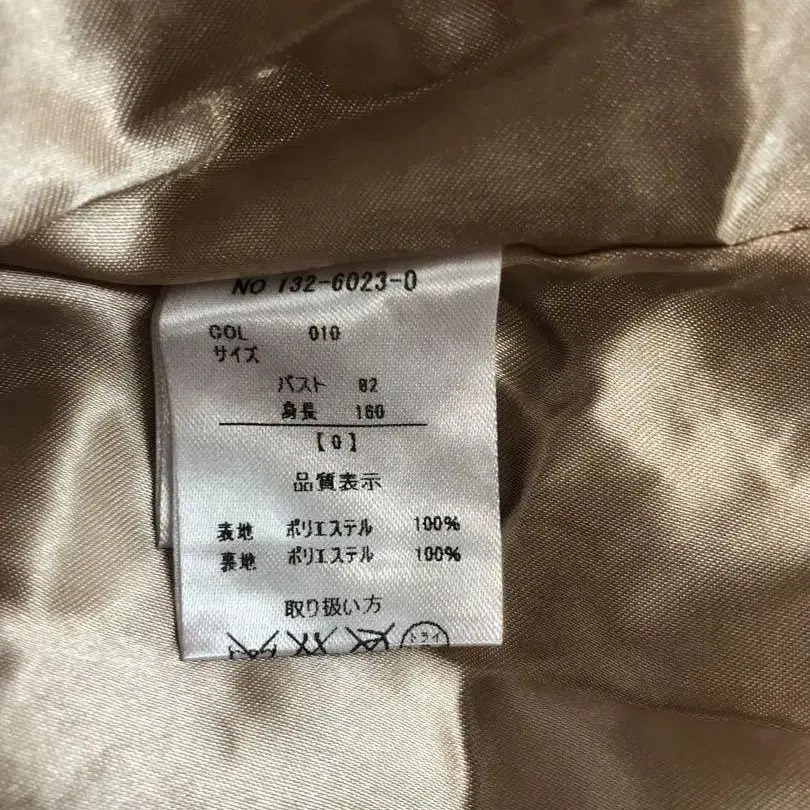 NO 132-6023-0
COL 010
サイズ
バスト 82
身長 160
【0】
品質表示
表地 ポリエステル 100%
裏地 ポリエステル 100%
取り扱い方
ドライ